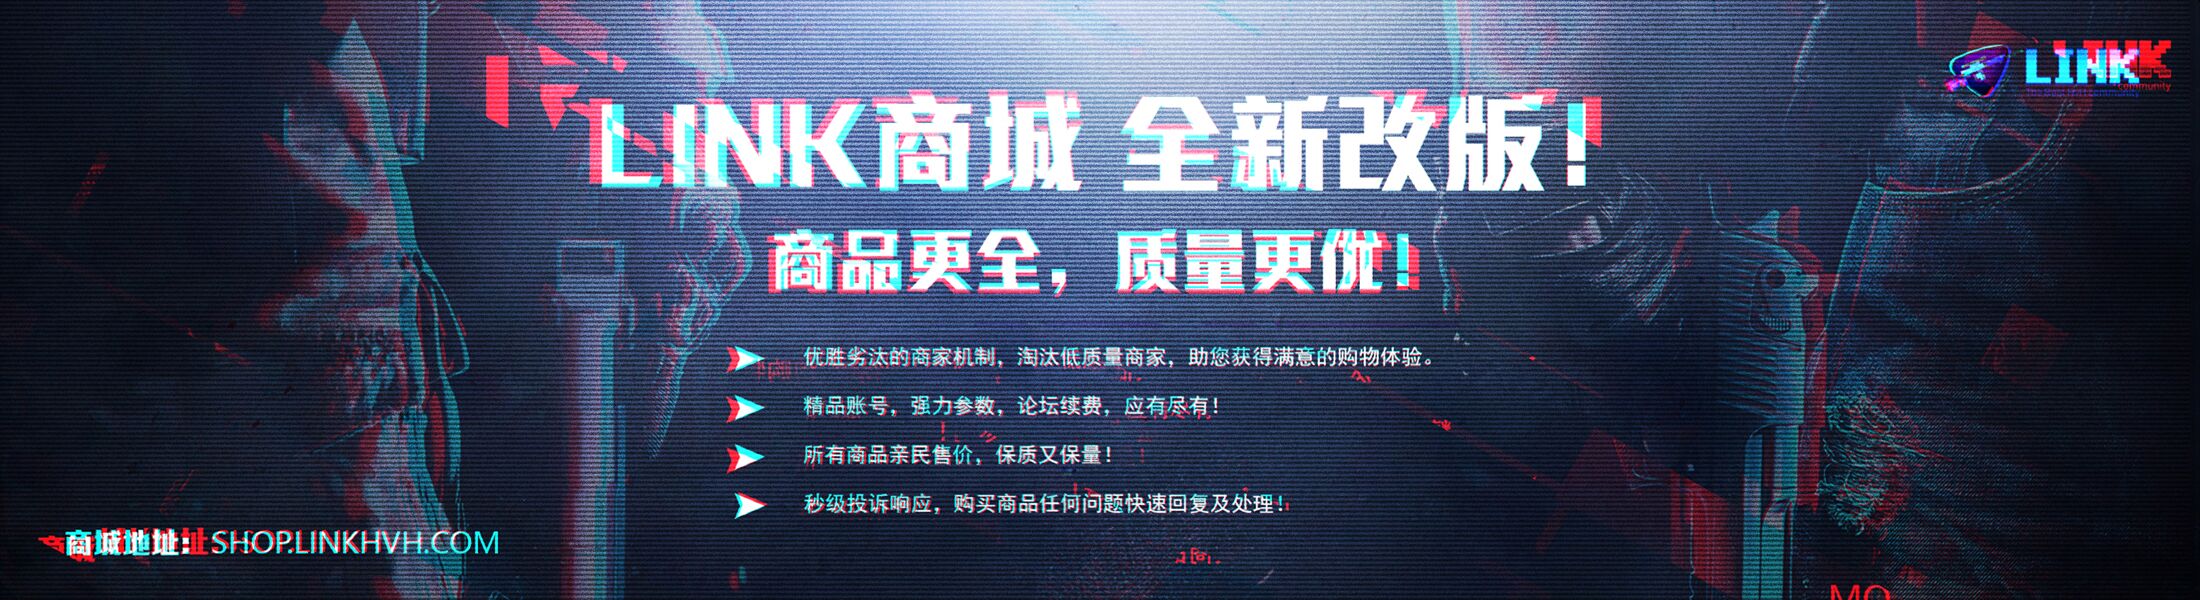 LINK
community
LINK商城 全新改版!
商品更全，质量更优!
优胜劣汰的商家机制，淘汰低质量商家，助您获得满意的购物体验。
精品账号，强力参数，论坛续费，应有尽有!
所有商品亲民售价，保质又保量!
秒级投诉响应，购买商品任何问题快速回复及处理!
商城地址: SHOP.LINKHVH.COM
MO